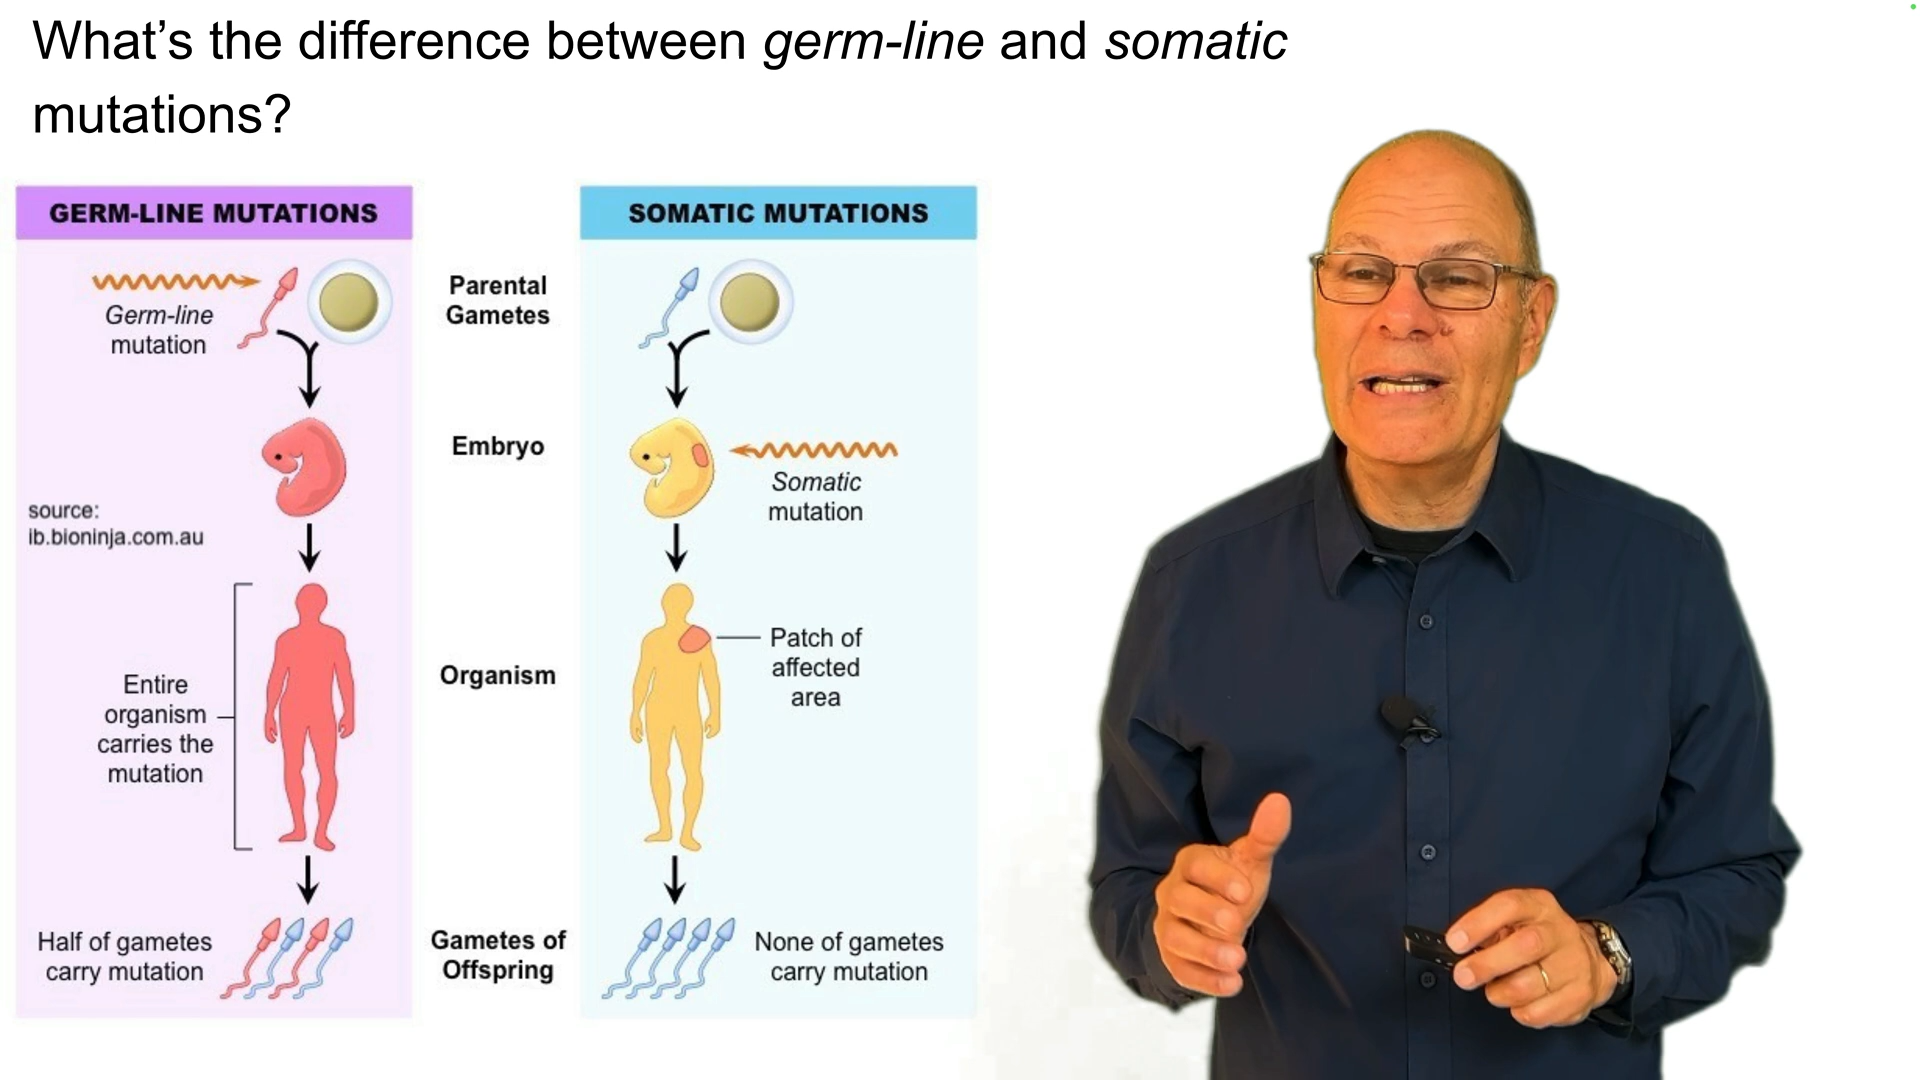 What’s the difference between germ-line and somatic
mutations?
GERM-LINE MUTATIONS
Germ-line
mutation
source:
ib.bioninja.com.au
Entire
organism
carries the
mutation
Half of gametes
carry mutation
Parental
Gametes
Embryo
Organism
Gametes of
Offspring
SOMATIC MUTATIONS
Somatic
mutation
Patch of
affected
area
None of gametes
carry mutation